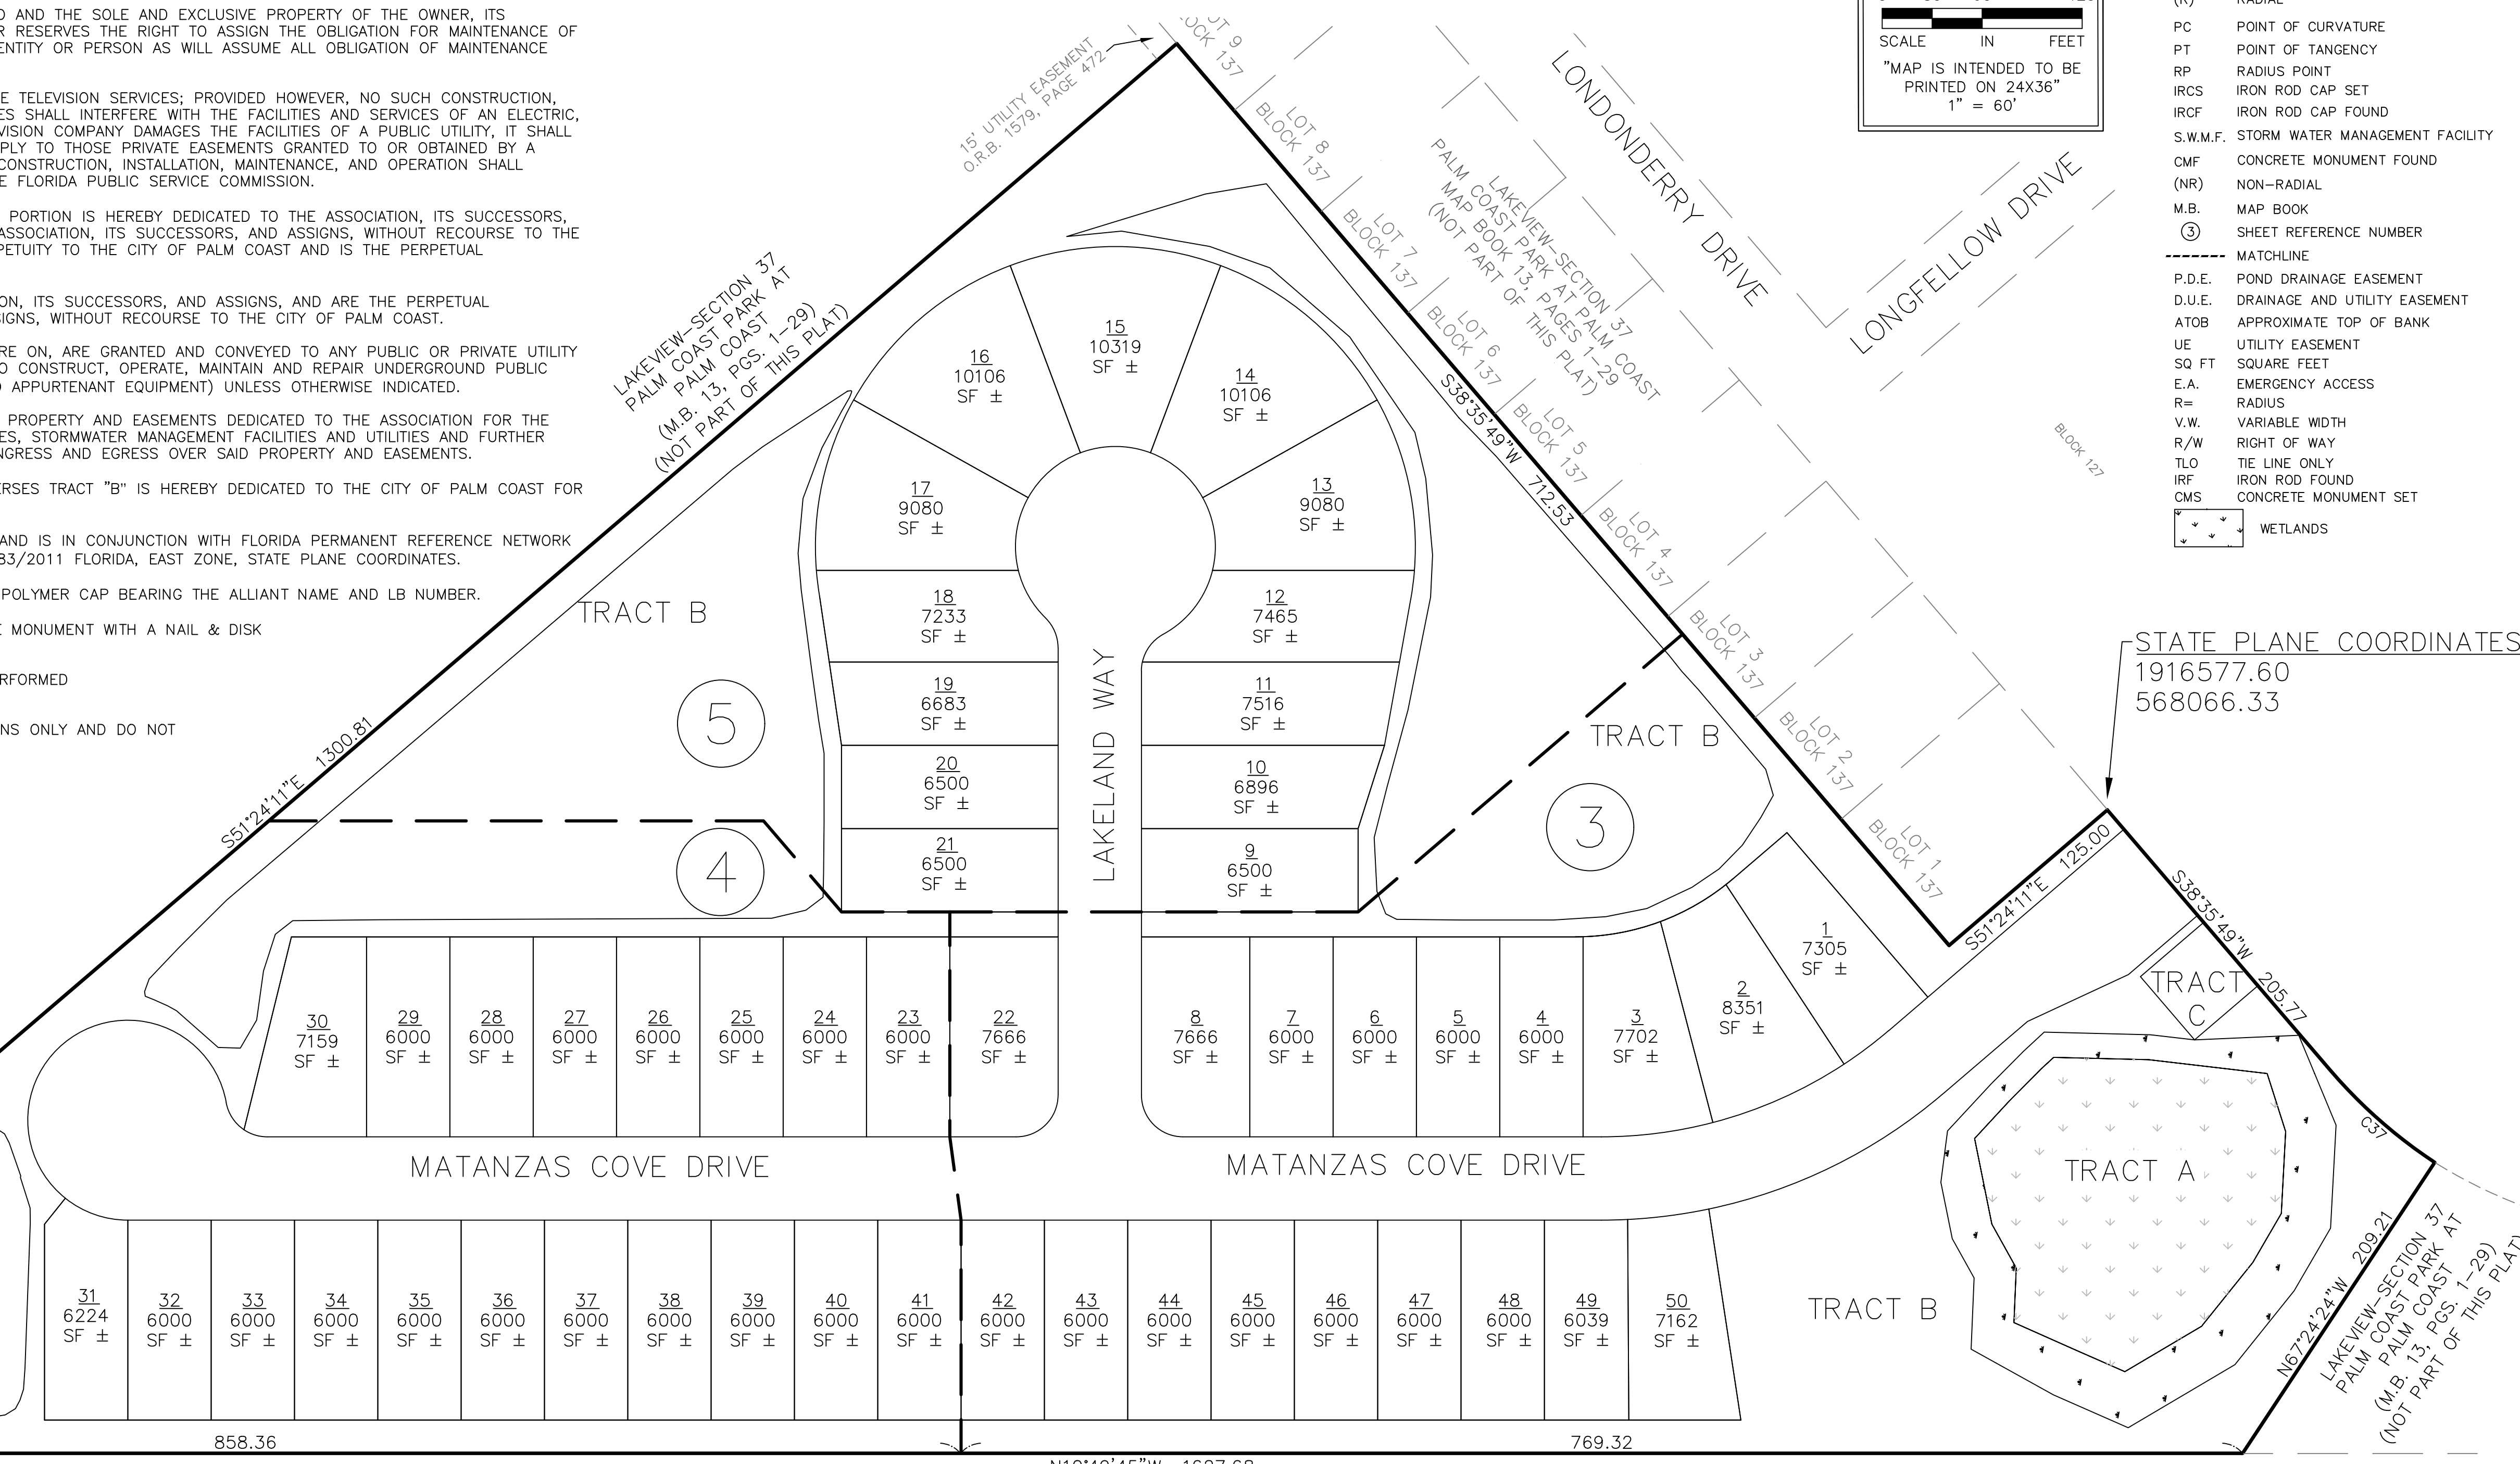 D AND THE SOLE AND EXCLUSIVE PROPERTY OF THE OWNER, ITS
R RESERVES THE RIGHT TO ASSIGN THE OBLIGATION FOR MAINTENANCE OF
ENTITY OR PERSON AS WILL ASSUME ALL OBLIGATION OF MAINTENANCE
E TELEVISION SERVICES; PROVIDED HOWEVER, NO SUCH CONSTRUCTION,
ES SHALL INTERFERE WITH THE FACILITIES AND SERVICES OF AN ELECTRIC,
VISION COMPANY DAMAGES THE FACILITIES OF A PUBLIC UTILITY, IT SHALL
PLY TO THOSE PRIVATE EASEMENTS GRANTED TO OR OBTAINED BY A
CONSTRUCTION, INSTALLATION, MAINTENANCE, AND OPERATION SHALL
E FLORIDA PUBLIC SERVICE COMMISSION.
PORTION IS HEREBY DEDICATED TO THE ASSOCIATION, ITS SUCCESSORS,
ASSOCIATION, ITS SUCCESSORS, AND ASSIGNS, WITHOUT RECOURSE TO THE
PETUITY TO THE CITY OF PALM COAST AND IS THE PERPETUAL
ON, ITS SUCCESSORS, AND ASSIGNS, AND ARE THE PERPETUAL
SIGNS, WITHOUT RECOURSE TO THE CITY OF PALM COAST.
RE ON, ARE GRANTED AND CONVEYED TO ANY PUBLIC OR PRIVATE UTILITY
O CONSTRUCT, OPERATE, MAINTAIN AND REPAIR UNDERGROUND PUBLIC
D APPURTENANT EQUIPMENT) UNLESS OTHERWISE INDICATED.
PROPERTY AND EASEMENTS DEDICATED TO THE ASSOCIATION FOR THE
ES, STORMWATER MANAGEMENT FACILITIES AND UTILITIES AND FURTHER
NGRESS AND EGRESS OVER SAID PROPERTY AND EASEMENTS.
ERSES TRACT "B" IS HEREBY DEDICATED TO THE CITY OF PALM COAST FOR
AND IS IN CONJUNCTION WITH FLORIDA PERMANENT REFERENCE NETWORK
83/2011 FLORIDA, EAST ZONE, STATE PLANE COORDINATES.
POLYMER CAP BEARING THE ALLIANT NAME AND LB NUMBER.
E MONUMENT WITH A NAIL & DISK
RFORMED
NS ONLY AND DO NOT
15' UTILITY EASEMENT
O.R.B. 1579, PAGE 472
LAKEVIEW-SECTION 37
PALM COAST PARK AT
PALM COAST
(M.B. 13, PGS. 1-29)
(NOT PART OF THIS PLAT)
S51°24'11"E 1300.81
LOT 9
BLOCK 137
LOT 8
BLOCK 137
LOT 7
BLOCK 137
LOT 6
BLOCK 137
LOT 5
BLOCK 137
LOT 4
BLOCK 137
LOT 3
BLOCK 137
LOT 2
BLOCK 137
LOT 1
BLOCK 137
LAKEVIEW-SECTION 37
PALM COAST PARK AT PALM COAST
MAP BOOK 13, PAGES 1-29
(NOT PART OF THIS PLAT)
LONDONDERRY DRIVE
LONGFELLOW DRIVE
BLOCK 127
S38°35'49"W 712.53
SCALE IN FEET
"MAP IS INTENDED TO BE
PRINTED ON 24X36"
1" = 60'
(R) RADIAL
PC POINT OF CURVATURE
PT POINT OF TANGENCY
RP RADIUS POINT
IRCS IRON ROD CAP SET
IRCF IRON ROD CAP FOUND
S.W.M.F. STORM WATER MANAGEMENT FACILITY
CMF CONCRETE MONUMENT FOUND
(NR) NON-RADIAL
M.B. MAP BOOK
3 SHEET REFERENCE NUMBER
MATCHLINE
P.D.E. POND DRAINAGE EASEMENT
D.U.E. DRAINAGE AND UTILITY EASEMENT
ATOB APPROXIMATE TOP OF BANK
UE UTILITY EASEMENT
SQ FT SQUARE FEET
E.A. EMERGENCY ACCESS
R= RADIUS
V.W. VARIABLE WIDTH
R/W RIGHT OF WAY
TLO TIE LINE ONLY
IRF IRON ROD FOUND
CMS CONCRETE MONUMENT SET
WETLANDS
STATE PLANE COORDINATES
1916577.60
568066.33
16
10106
SF ±
15
10319
SF ±
14
10106
SF ±
17
9080
SF ±
13
9080
SF ±
18
7233
SF ±
12
7465
SF ±
19
6683
SF ±
11
7516
SF ±
20
6500
SF ±
10
6896
SF ±
21
6500
SF ±
9
6500
SF ±
LAKELAND WAY
TRACT B
5
4
TRACT B
3
S51°24'11"E 125.00
S38°35'49"W 205.77
TRACT
C
C37
TRACT A
TRACT B
30
7159
SF ±
29
6000
SF ±
28
6000
SF ±
27
6000
SF ±
26
6000
SF ±
25
6000
SF ±
24
6000
SF ±
23
6000
SF ±
22
7666
SF ±
8
7666
SF ±
7
6000
SF ±
6
6000
SF ±
5
6000
SF ±
4
6000
SF ±
3
7702
SF ±
2
8351
SF ±
1
7305
SF ±
MATANZAS COVE DRIVE
MATANZAS COVE DRIVE
31
6224
SF ±
32
6000
SF ±
33
6000
SF ±
34
6000
SF ±
35
6000
SF ±
36
6000
SF ±
37
6000
SF ±
38
6000
SF ±
39
6000
SF ±
40
6000
SF ±
41
6000
SF ±
42
6000
SF ±
43
6000
SF ±
44
6000
SF ±
45
6000
SF ±
46
6000
SF ±
47
6000
SF ±
48
6000
SF ±
49
6039
SF ±
50
7162
SF ±
N67°24'24"W 209.21
LAKEVIEW-SECTION 37
PALM COAST PARK AT
PALM COAST
(M.B. 13, PGS. 1-29)
(NOT PART OF THIS PLAT)
858.36
769.32